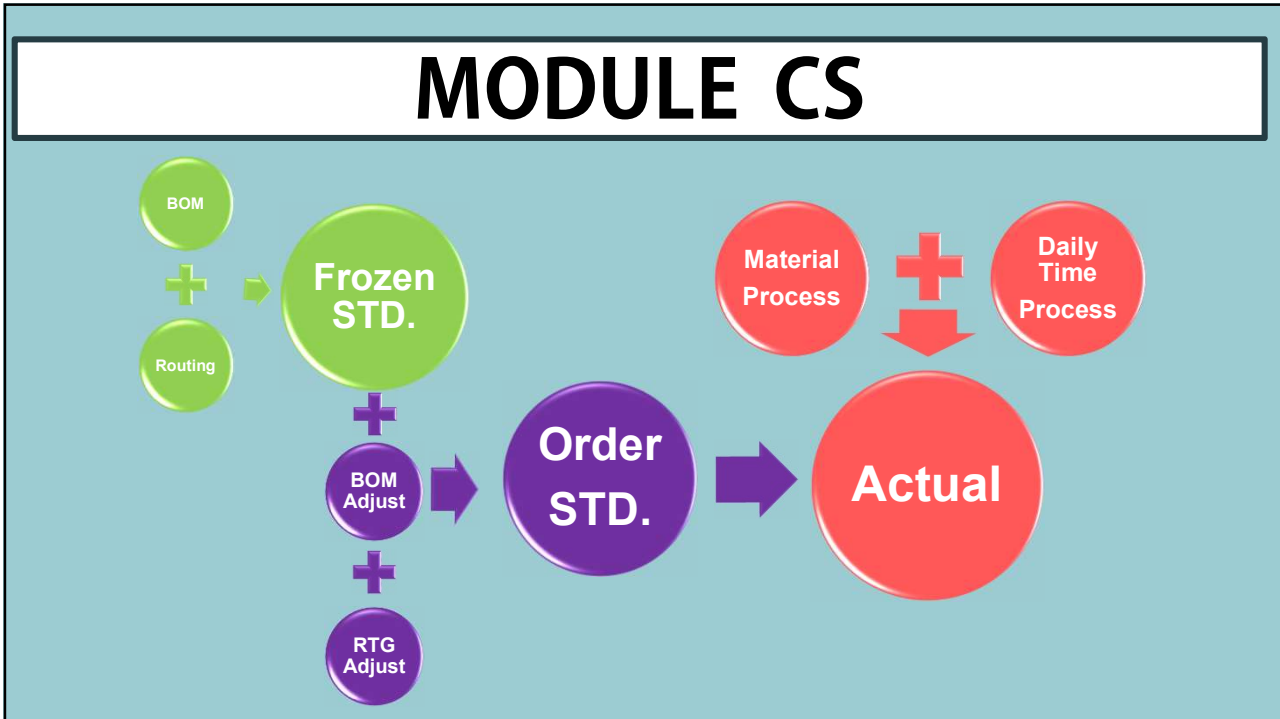 MODULE CS
BOM
Routing
Frozen
STD.
BOM
Adjust
RTG
Adjust
Order
STD.
Material
Process
Daily
Time
Process
Actual